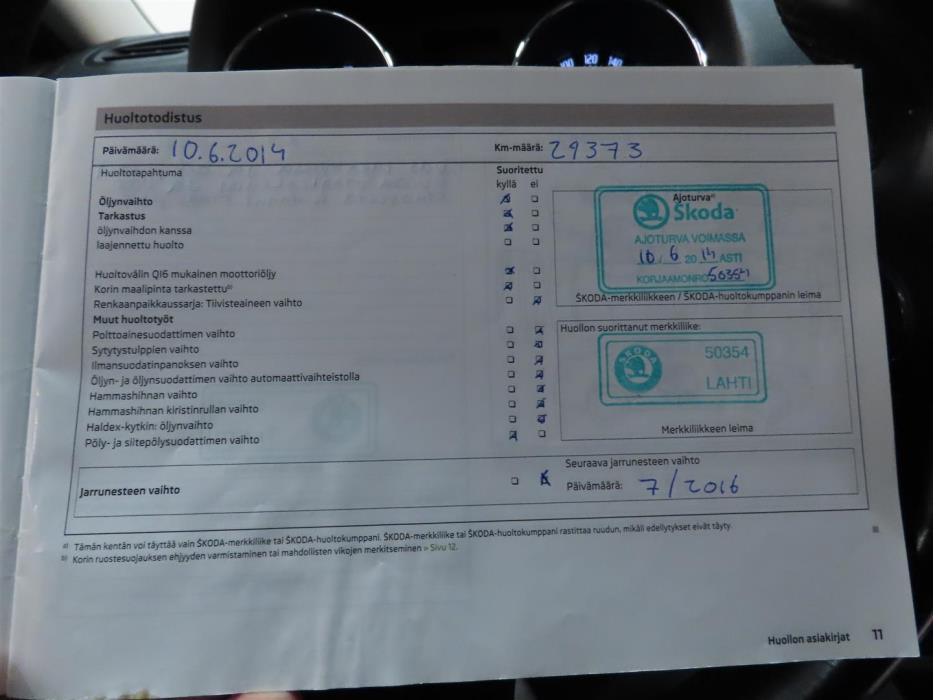 100 120 140
Huoltotodistus
Päivämäärä: 10.6.2014 Km-määrä: 29373
Huoltotapahtuma Suoritettu
kyllä ei
Öljynvaihto
Tarkastus
öljynvaihdon kanssa
laajennettu huolto
Huoltovälin QI6 mukainen moottoriöljy
Korin maalipinta tarkastettu b)
Renkaanpaikkaussarja: Tiivisteaineen vaihto
Muut huoltotyöt
Polttoainesuodattimen vaihto
Sytytystulppien vaihto
Ilmansuodatinpanoksen vaihto
Öljyn- ja öljynsuodattimen vaihto automaattivaihteistolla
Hammashihnan vaihto
Hammashihnan kiristinrullan vaihto
Haldex-kytkin: öljynvaihto
Pöly- ja siitepölysuodattimen vaihto
Ajoturva a)
Škoda
AJOTURVA VOIMASSA
10/6 2014 ASTI
KORJAAMONRO 50354
ŠKODA-merkkiliikkeen / ŠKODA-huoltokumppanin leima
Huollon suorittanut merkkiliike:
SKODA
50354
LAHTI
Merkkiliikkeen leima
Jarrunesteen vaihto
Seuraava jarrunesteen vaihto
Päivämäärä: 7/2016
a) Tämän kentän voi täyttää vain ŠKODA-merkkiliike tai ŠKODA-huoltokumppani. ŠKODA-merkkiliike tai ŠKODA-huoltokumppani rastittaa ruudun, mikäli edellytykset eivät täyty.
b) Korin ruostesuojauksen ehjyyden varmistaminen tai mahdollisten vikojen merkitseminen » Sivu 12.
Huollon asiakirjat 11